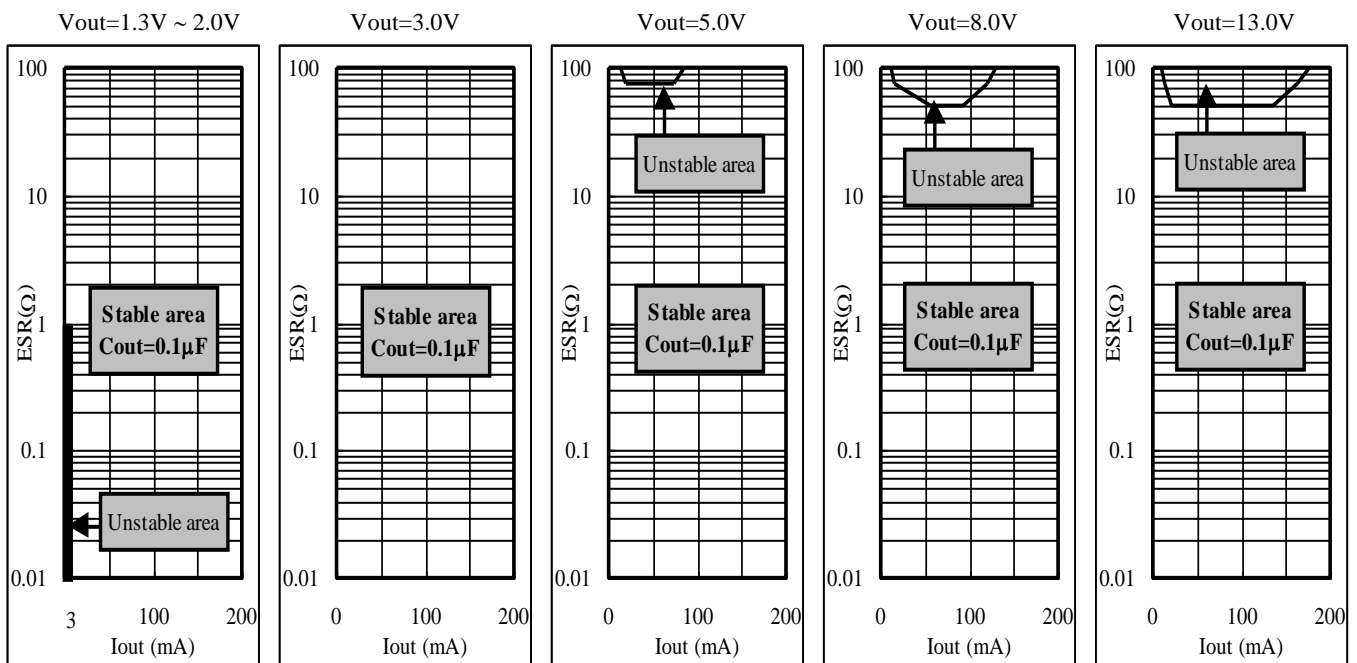 Vout=1.3V ~ 2.0V
100
10
1
0.1
0.01
ESR(Ω)
Stable area
Cout=0.1μF
Unstable area
3
100
200
Iout (mA)
Vout=3.0V
100
10
1
0.1
0.01
ESR(Ω)
Stable area
Cout=0.1μF
0
100
200
Iout (mA)
Vout=5.0V
100
10
1
0.1
0.01
ESR(Ω)
Unstable area
Stable area
Cout=0.1μF
0
100
200
Iout (mA)
Vout=8.0V
100
10
1
0.1
0.01
ESR(Ω)
Unstable area
Stable area
Cout=0.1μF
0
100
200
Iout (mA)
Vout=13.0V
100
10
1
0.1
0.01
ESR(Ω)
Unstable area
Stable area
Cout=0.1μF
0
100
200
Iout (mA)